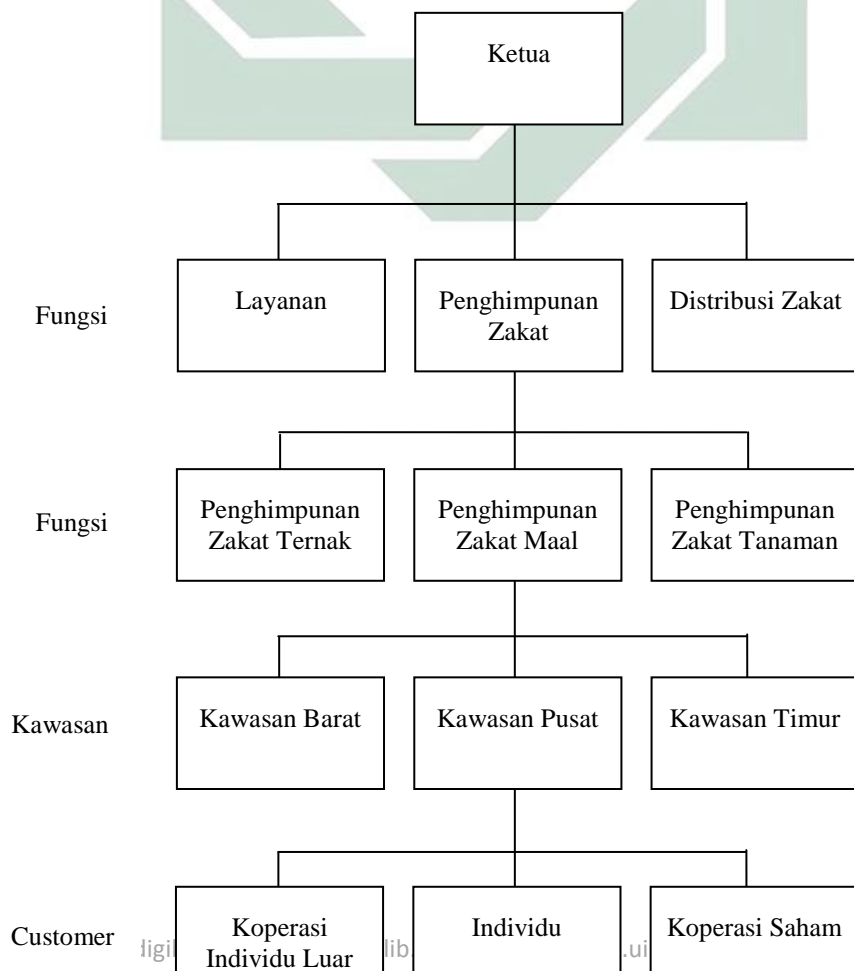 Ketua
Fungsi
Layanan
Penghimpunan
Zakat
Distribusi Zakat
Fungsi
Penghimpunan
Zakat Ternak
Penghimpunan
Zakat Maal
Penghimpunan
Zakat Tanaman
Kawasan
Kawasan Barat
Kawasan Pusat
Kawasan Timur
Customer
Koperasi
Individu Luar
Individu
Koperasi Saham